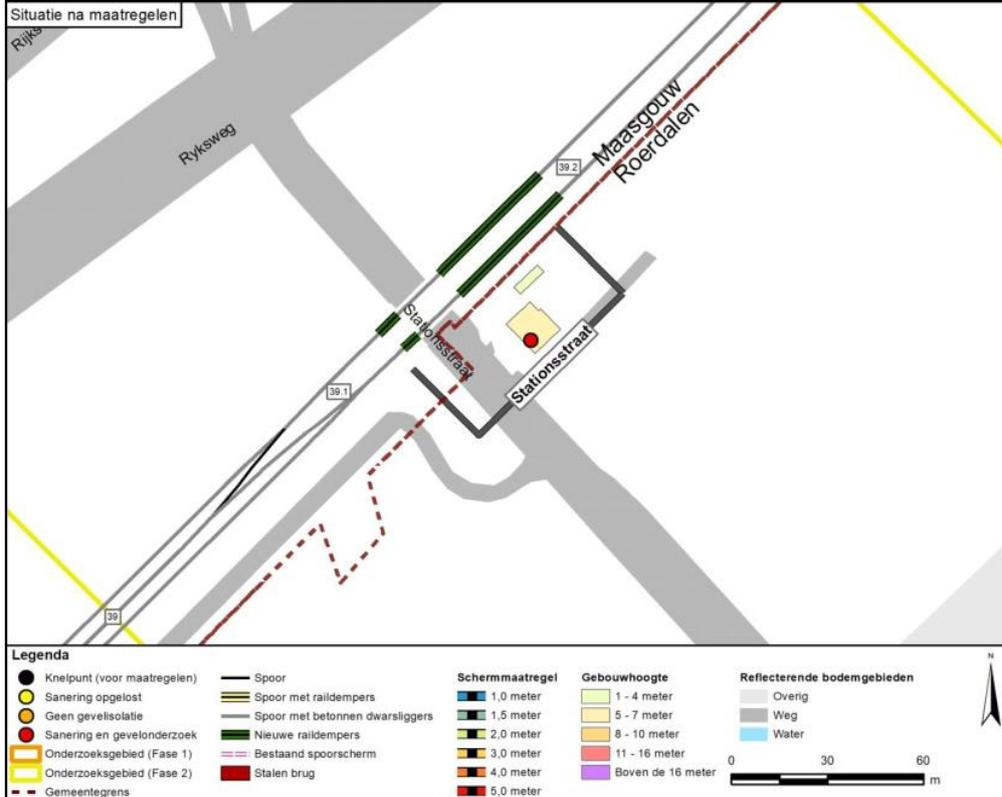 Situatie na maatregelen
Ryksweg
Maasgouw
Roerdalen
39.2
Stationsstraat
Stationsstraat
39.1
39
Legenda
Knelpunt (voor maatregelen)
Sanering opgelost
Geen gevelisolatie
Sanering en gevelonderzoek
Onderzoeksgebied (Fase 1)
Onderzoeksgebied (Fase 2)
Gemeentegrens
Spoor
Spoor met raildempers
Spoor met betonnen dwarsliggers
Nieuwe raildempers
Bestaand spoorscherm
Stalen brug
Schermmaatregel
1,0 meter
1,5 meter
2,0 meter
3,0 meter
4,0 meter
5,0 meter
Gebouwhoogte
1 - 4 meter
5 - 7 meter
8 - 10 meter
11 - 16 meter
Boven de 16 meter
Reflecterende bodemgebieden
Overig
Weg
Water
N
0 30 60
m